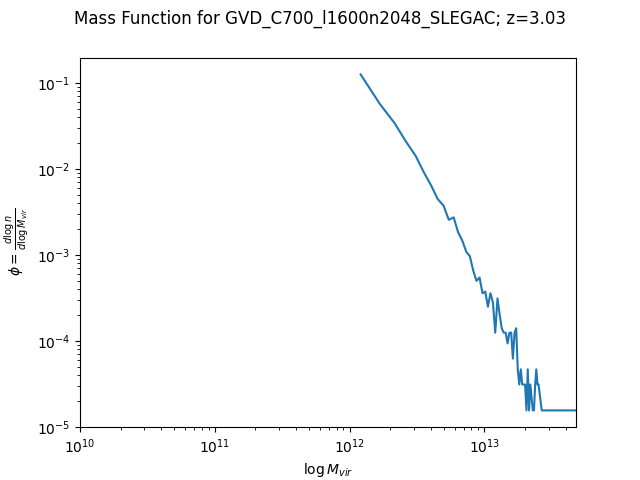 Mass Function for GVD_C700_l1600n2048_SLEGAC; z=3.03
10⁻¹
10⁻²
10⁻³
10⁻⁴
10⁻⁵
ϕ = d log n / d log M_vir
10¹⁰ 10¹¹ 10¹² 10¹³
log M_vir